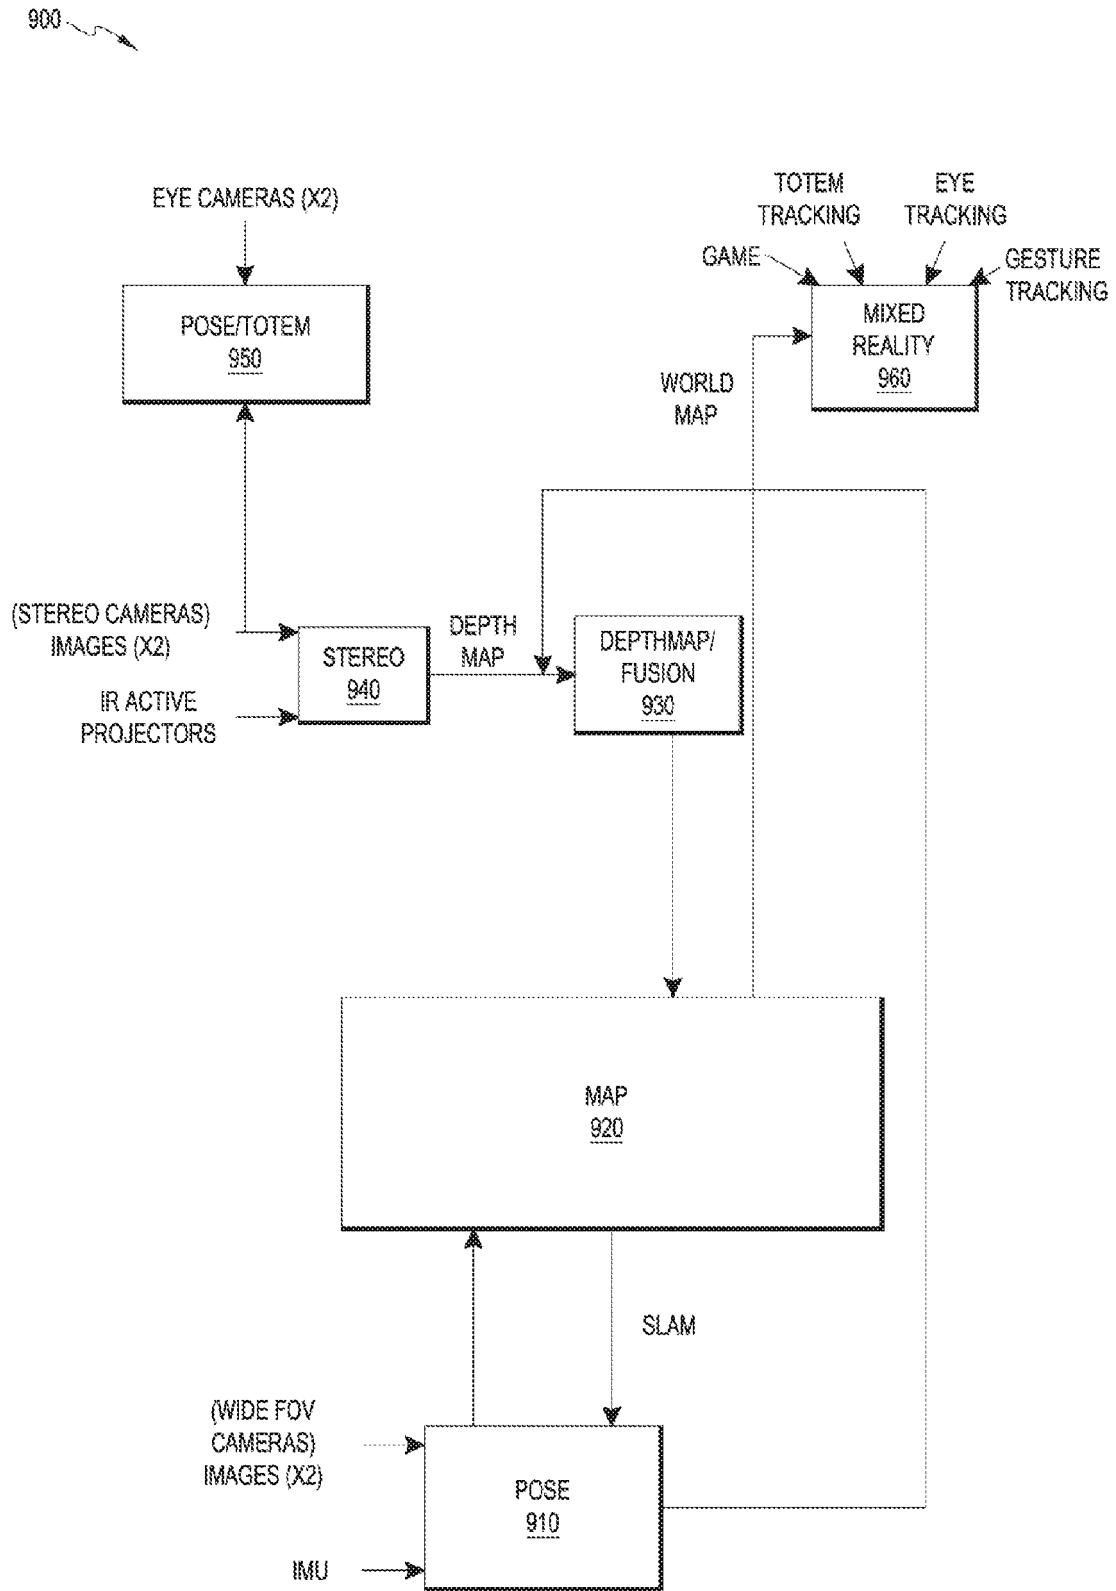 900
EYE CAMERAS (X2)
POSE/TOTEM
950
TOTEM
TRACKING
EYE
TRACKING
GAME
GESTURE
TRACKING
MIXED
REALITY
960
WORLD
MAP
(STEREO CAMERAS)
IMAGES (X2)
IR ACTIVE
PROJECTORS
STEREO
940
DEPTH
MAP
DEPTHMAP/
FUSION
930
MAP
920
SLAM
(WIDE FOV
CAMERAS)
IMAGES (X2)
IMU
POSE
910